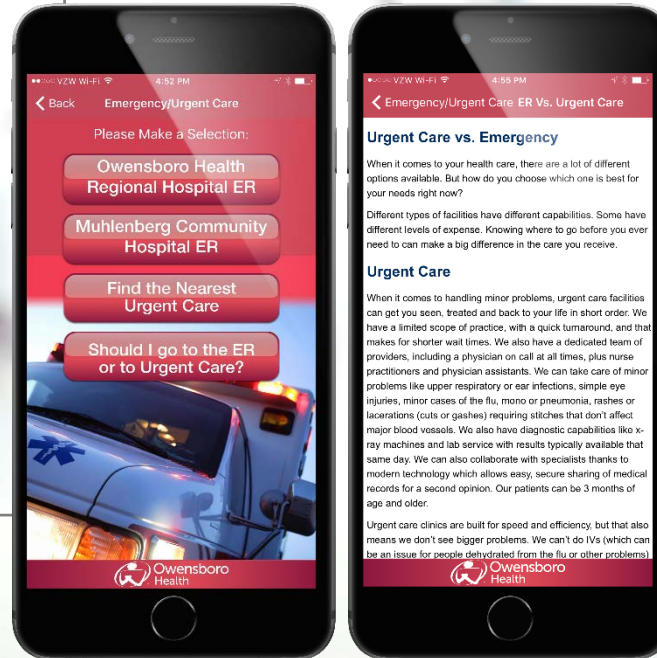 VZW Wi-Fi 4:52 PM
Back Emergency/Urgent Care
Please Make a Selection:
Owensboro Health
Regional Hospital ER
Muhlenberg Community
Hospital ER
Find the Nearest
Urgent Care
Should I go to the ER
or to Urgent Care?
Owensboro
Health
VZW Wi-Fi 4:55 PM
Emergency/Urgent Care ER Vs. Urgent Care
Urgent Care vs. Emergency
When it comes to your health care, there are a lot of different
options available. But how do you choose which one is best for
your needs right now?
Different types of facilities have different capabilities. Some have
different levels of expense. Knowing where to go before you ever
need to can make a big difference in the care you receive.
Urgent Care
When it comes to handling minor problems, urgent care facilities
can get you seen, treated and back to your life in short order. We
have a limited scope of practice, with a quick turnaround, and that
makes for shorter wait times. We also have a dedicated team of
providers, including a physician on call at all times, plus nurse
practitioners and physician assistants. We can take care of minor
problems like upper respiratory or ear infections, simple eye
injuries, minor cases of the flu, mono or pneumonia, rashes or
lacerations (cuts or gashes) requiring stitches that don't affect
major blood vessels. We also have diagnostic capabilities like x-
ray machines and lab service with results typically available that
same day. We can also collaborate with specialists thanks to
modern technology which allows easy, secure sharing of medical
records for a second opinion. Our patients can be 3 months of
age and older.
Urgent care clinics are built for speed and efficiency, but that also
means we don't see bigger problems. We can't do IVs (which can
be an issue for people dehydrated from the flu or other problems)
Owensboro
Health